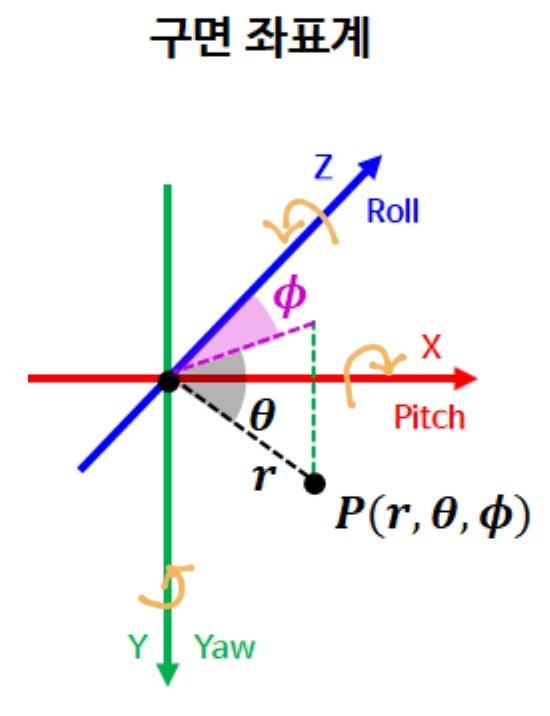 구면 좌표계
Z
Roll
ϕ
X
Pitch
θ
r
P(r, θ, ϕ)
Y Yaw